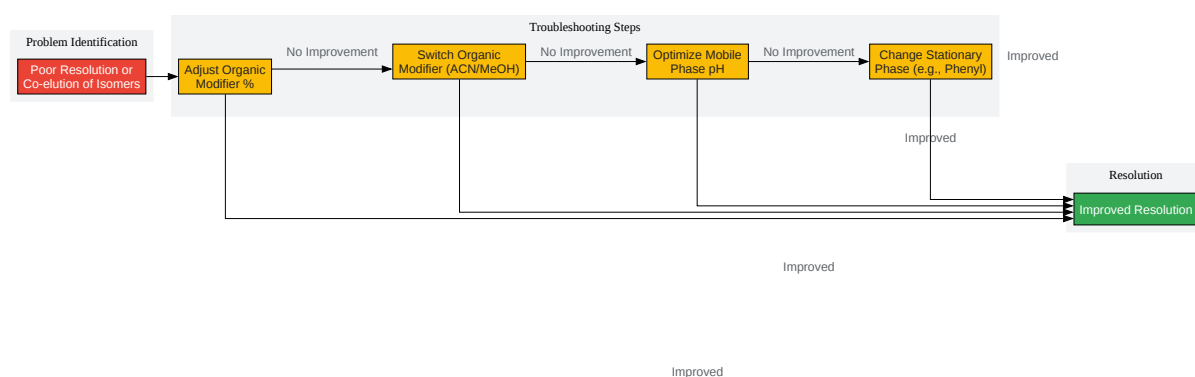 Troubleshooting Steps
Problem Identification
Poor Resolution or
Co-elution of Isomers
Adjust Organic
Modifier %
No Improvement
Switch Organic
Modifier (ACN/MeOH)
No Improvement
Optimize Mobile
Phase pH
No Improvement
Change Stationary
Phase (e.g., Phenyl)
Improved
Improved
Resolution
Improved Resolution
Improved
Improved